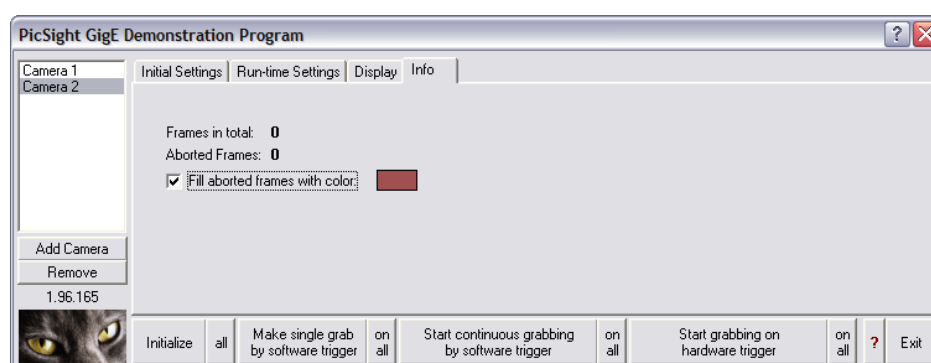 PicSight GigE Demonstration Program
?
Camera 1
Camera 2
Initial Settings
Run-time Settings
Display
Info
Frames in total: 0
Aborted Frames: 0
Fill aborted frames with color:
Add Camera
Remove
1.96.165
Initialize
all
Make single grab
by software trigger
on
all
Start continuous grabbing
by software trigger
on
all
Start grabbing on
hardware trigger
on
all
?
Exit